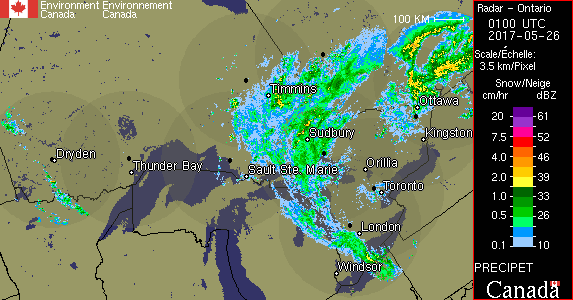 Environment Environnement
Canada Canada
100 KM
Timmins
Ottawa
Sudbury
Kingston
Dryden
Thunder Bay
Sault Ste. Marie
Orillia
Toronto
London
Windsor
Radar - Ontario
0100 UTC
2017-05-26
Scale/Échelle:
3.5 km/Pixel
Snow/Neige
cm/hr dBZ
20 61
7.5 52
4.0 46
2.0 39
1.0 33
0.5 26
0.1 10
PRECIPET
Canada